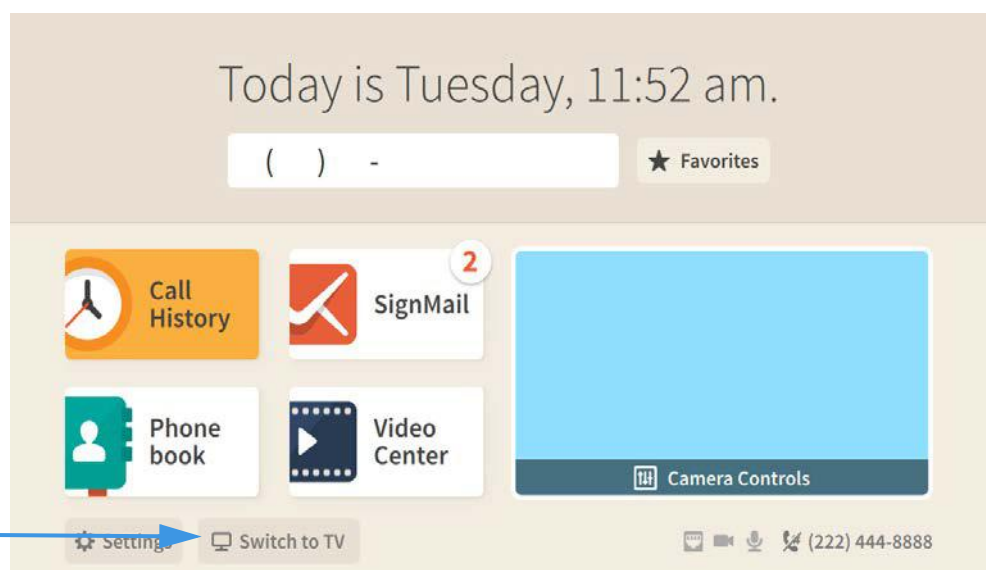 Today is Tuesday, 11:52 am.
( ) -
★ Favorites
Call
History
2
SignMail
Phone
book
Video
Center
Camera Controls
Settings
Switch to TV
(222) 444-8888